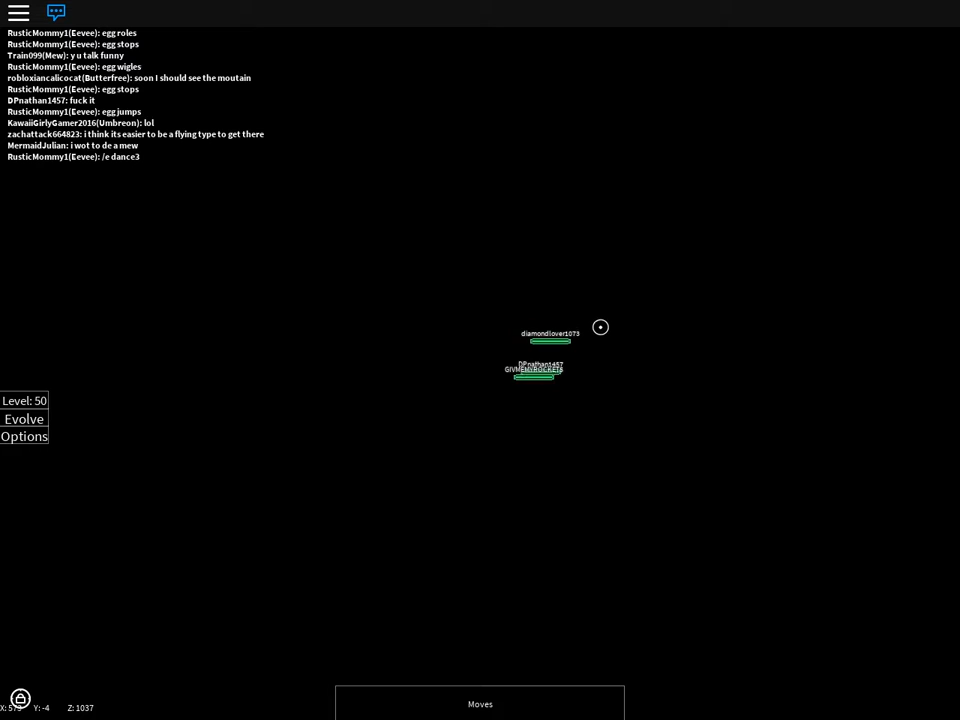 RusticMommy1(Eevee): egg roles
RusticMommy1(Eevee): egg stops
Train099(Mew): y u talk funny
RusticMommy1(Eevee): egg wigles
robloxiancalicocat(Butterfree): soon I should see the moutain
RusticMommy1(Eevee): egg stops
DPnathan1457: fuck it
RusticMommy1(Eevee): egg jumps
KawaiiGirlyGamer2016(Umbreon): lol
zachattack664823: i think its easier to be a flying type to get there
MermaidJulian: i wot to de a mew
RusticMommy1(Eevee): /e dance3
diamondlover1073
DPnathan1457
GIVMEMYROCKETS
Level: 50
Evolve
Options
Moves
Y: -4 Z: 1037